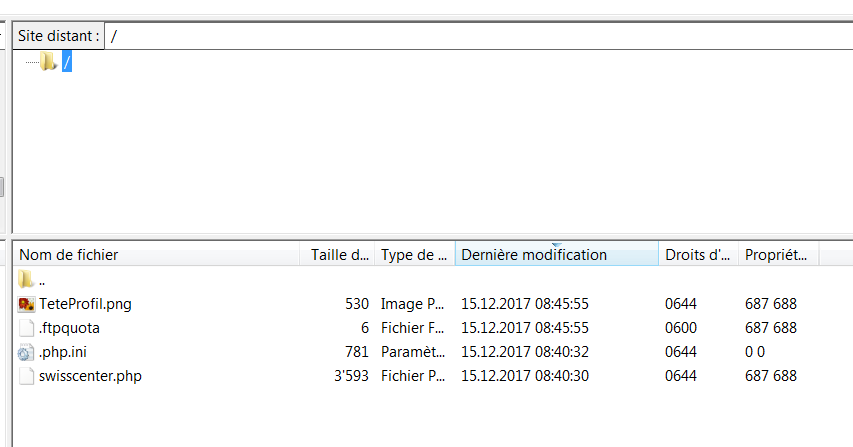 Site distant : /
/
Nom de fichier Taille d... Type de ... Dernière modification Droits d'... Propriét...
..
TeteProfil.png 530 Image P... 15.12.2017 08:45:55 0644 687 688
.ftpquota 6 Fichier F... 15.12.2017 08:45:55 0600 687 688
.php.ini 781 Paramèt... 15.12.2017 08:40:32 0644 0 0
swisscenter.php 3'593 Fichier P... 15.12.2017 08:40:30 0644 687 688